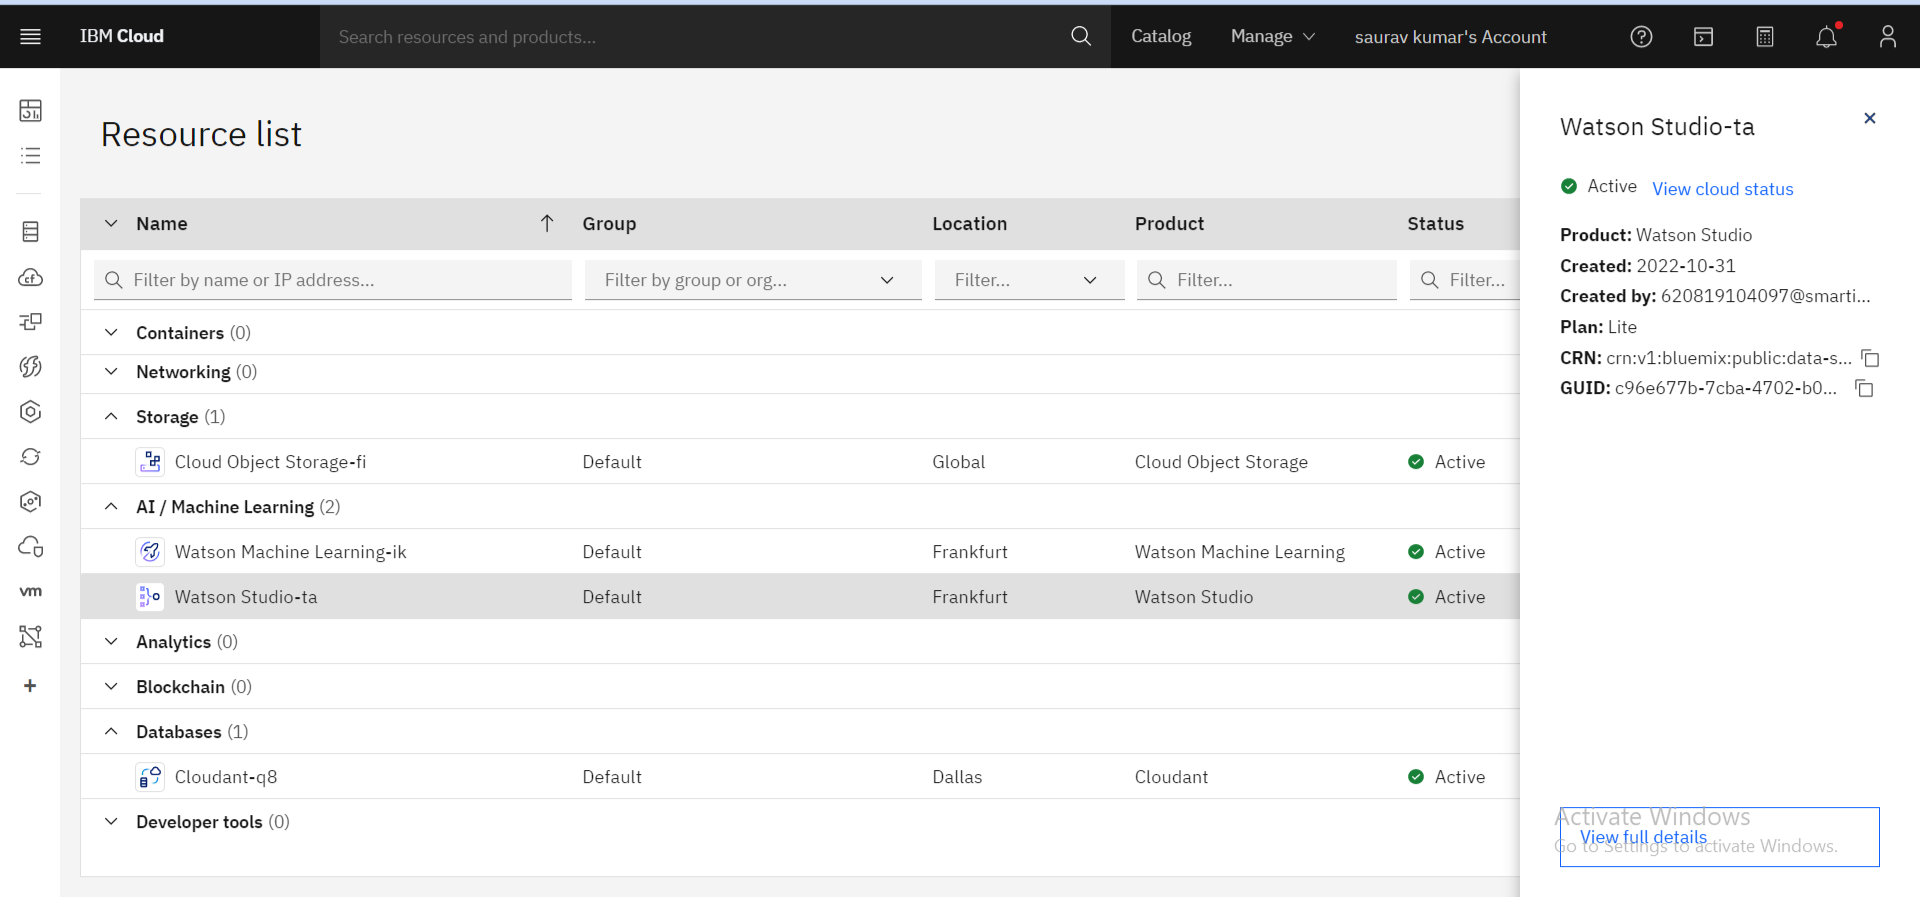 IBM Cloud
Search resources and products...
Catalog
Manage
saurav kumar's Account
Resource list
Name
Group
Location
Product
Status
Filter by name or IP address...
Filter by group or org...
Filter...
Filter...
Filter...
Containers (0)
Networking (0)
Storage (1)
Cloud Object Storage-fi
Default
Global
Cloud Object Storage
Active
AI / Machine Learning (2)
Watson Machine Learning-ik
Default
Frankfurt
Watson Machine Learning
Active
Watson Studio-ta
Default
Frankfurt
Watson Studio
Active
Analytics (0)
Blockchain (0)
Databases (1)
Cloudant-q8
Default
Dallas
Cloudant
Active
Developer tools (0)
cf
vm
Watson Studio-ta
Active View cloud status
Product: Watson Studio
Created: 2022-10-31
Created by: 620819104097@smarti...
Plan: Lite
CRN: crn:v1:bluemix:public:data-s...
GUID: c96e677b-7cba-4702-b0...
Activate Windows
View full details
Go to Settings to activate Windows.